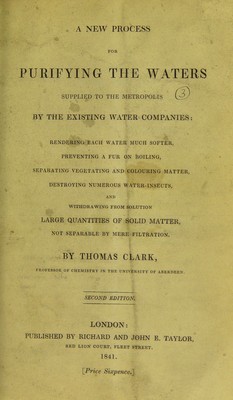 A NEW PROCESS
FOR
PURIFYING THE WATERS
SUPPLIED TO THE METROPOLIS
3
BY THE EXISTING WATER COMPANIES:
RENDERING EACH WATER MUCH SOFTER,
PREVENTING A FUR ON BOILING,
SEPARATING VEGETATING AND COLOURING MATTER,
DESTROYING NUMEROUS WATER-INSECTS,
AND
WITHDRAWING FROM SOLUTION
LARGE QUANTITIES OF SOLID MATTER,
NOT SEPARABLE BY MERE FILTRATION.
BY THOMAS CLARK,
PROFESSOR OF CHEMISTRY IN THE UNIVERSITY OF ABERDEEN.
SECOND EDITION.
LONDON:
PUBLISHED BY RICHARD AND JOHN E. TAYLOR,
RED LION COURT, FLEET STREET.
1841.
[Price Sixpence.]